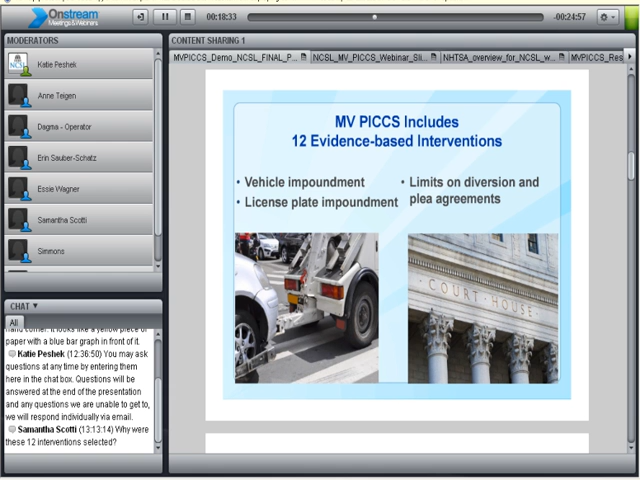 Onstream
Meetings & Webinars
00:18:33
-00:24:57
MODERATORS
NCSL
Katie Peshek
Anne Teigen
Dagma - Operator
Erin Sauber-Schatz
Essie Wagner
Samantha Scotti
Simmons
CHAT
All
hand corner. It looks like a yellow piece of
paper with a blue bar graph in front of it.
Katie Peshek (12:36:50) You may ask
questions at any time by entering them
here in the chat box. Questions will be
answered at the end of the presentation
and any questions we are unable to get to,
we will respond individually via email.
Samantha Scotti (13:13:14) Why were
these 12 interventions selected?
CONTENT SHARING 1
MVPICCS_Demo_NCSL_FINAL_P...
NCSL_MV_PICCS_Webinar_Sli...
NHTSA_overview_for_NCSL_w...
MVPICCS_Res
MV PICCS Includes
12 Evidence-based Interventions
• Vehicle impoundment
• License plate impoundment
• Limits on diversion and
plea agreements
COURT HOUSE